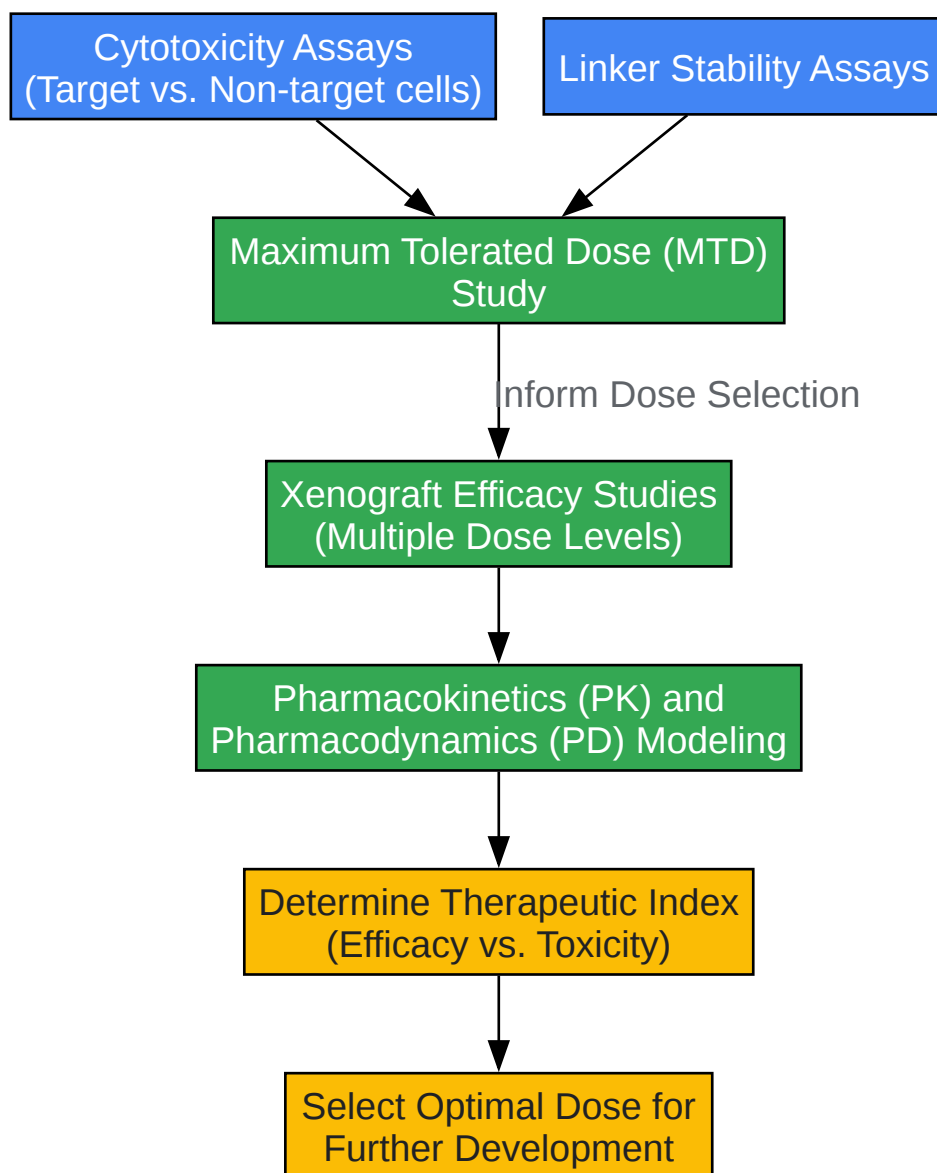 Cytotoxicity Assays
(Target vs. Non-target cells)
Linker Stability Assays
Maximum Tolerated Dose (MTD)
Study
Inform Dose Selection
Xenograft Efficacy Studies
(Multiple Dose Levels)
Pharmacokinetics (PK) and
Pharmacodynamics (PD) Modeling
Determine Therapeutic Index
(Efficacy vs. Toxicity)
Select Optimal Dose for
Further Development